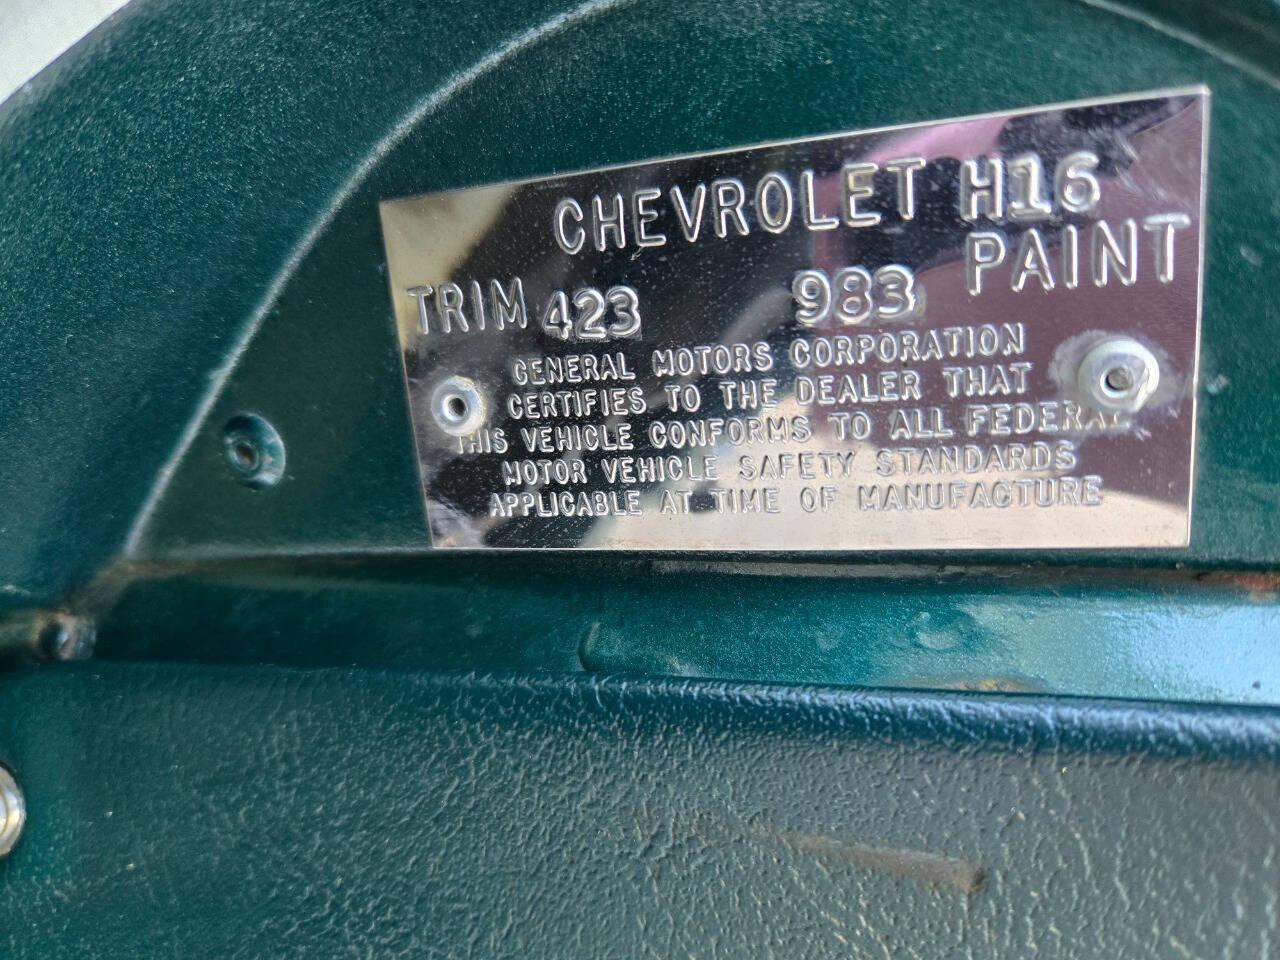 CHEVROLET H16
TRIM 423 983 PAINT
GENERAL MOTORS CORPORATION
CERTIFIES TO THE DEALER THAT
THIS VEHICLE CONFORMS TO ALL FEDERAL
MOTOR VEHICLE SAFETY STANDARDS
APPLICABLE AT TIME OF MANUFACTURE